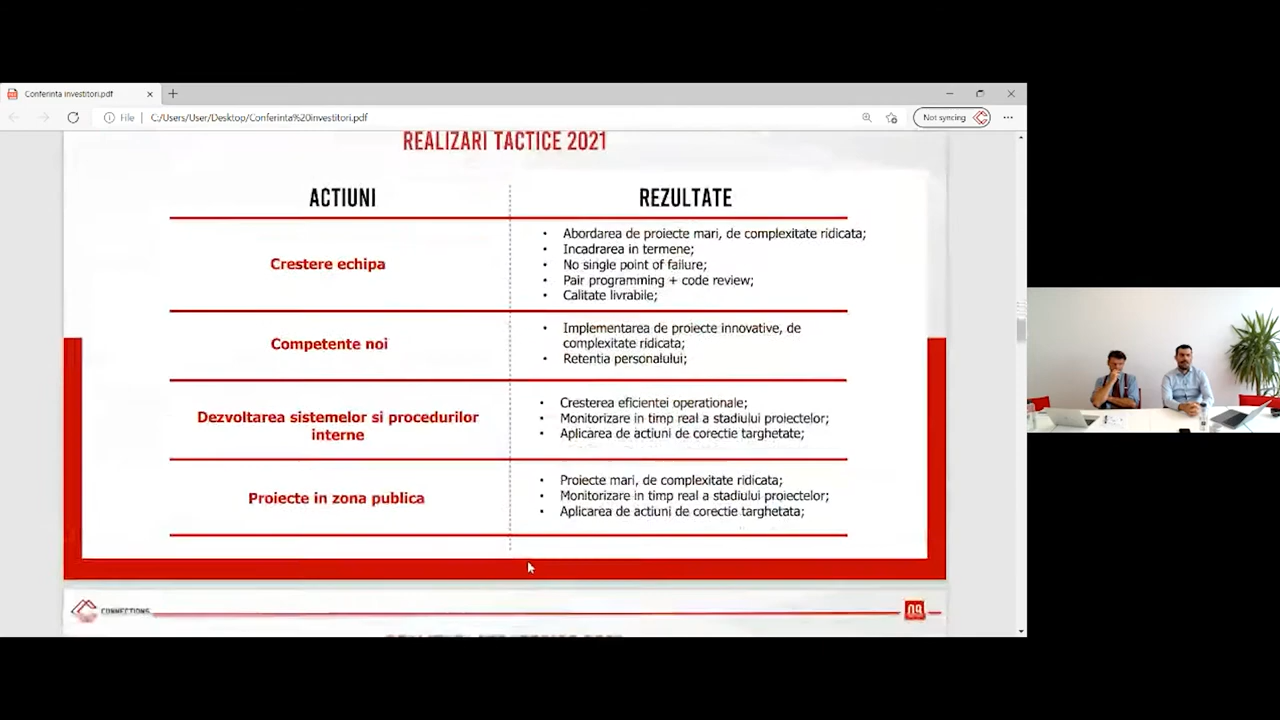 Conferinta investitori.pdf
File
C:/Users/User/Desktop/Conferinta%20investitori.pdf
Not syncing
REALIZARI TACTICE 2021
ACTIUNI
REZULTATE
Crestere echipa
• Abordarea de proiecte mari, de complexitate ridicata;
• Incadrarea in termene;
• No single point of failure;
• Pair programming + code review;
• Calitate livrabile;
Competente noi
• Implementarea de proiecte innovative, de
complexitate ridicata;
• Retentia personalului;
Dezvoltarea sistemelor si procedurilor
interne
• Cresterea eficientei operationale;
• Monitorizare in timp real a stadiului proiectelor;
• Aplicarea de actiuni de corectie targhetate;
Proiecte in zona publica
• Proiecte mari, de complexitate ridicata;
• Monitorizare in timp real a stadiului proiectelor;
• Aplicarea de actiuni de corectie targhetata;
CONNECTIONS
09